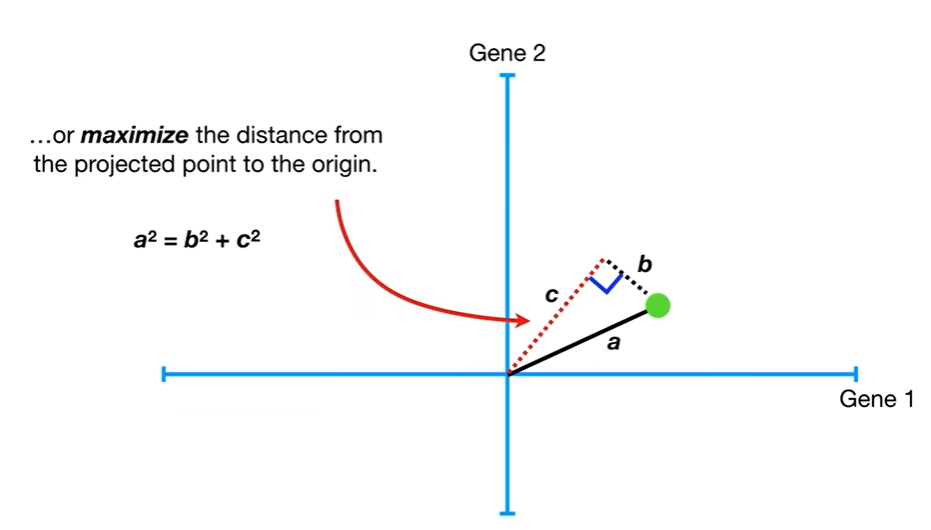 Gene 2
…or maximize the distance from
the projected point to the origin.
a² = b² + c²
b
c
a
Gene 1